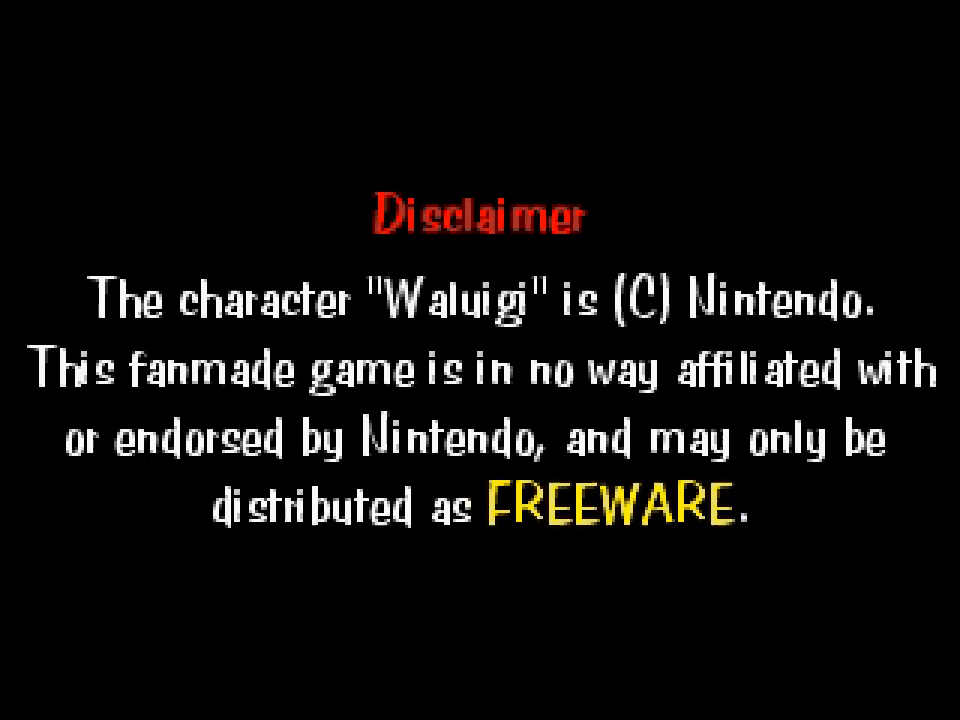 Disclaimer
The character "Waluigi" is (C) Nintendo.
This fanmade game is in no way affiliated with
or endorsed by Nintendo, and may only be
distributed as FREEWARE.